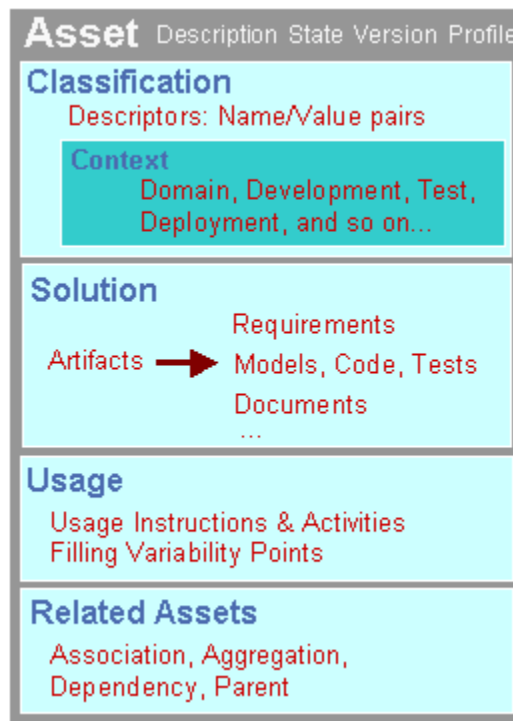 Asset Description State Version Profile
Classification
Descriptors: Name/Value pairs
Context
Domain, Development, Test,
Deployment, and so on...
Solution
Requirements
Artifacts Models, Code, Tests
Documents
...
Usage
Usage Instructions & Activities
Filling Variability Points
Related Assets
Association, Aggregation,
Dependency, Parent